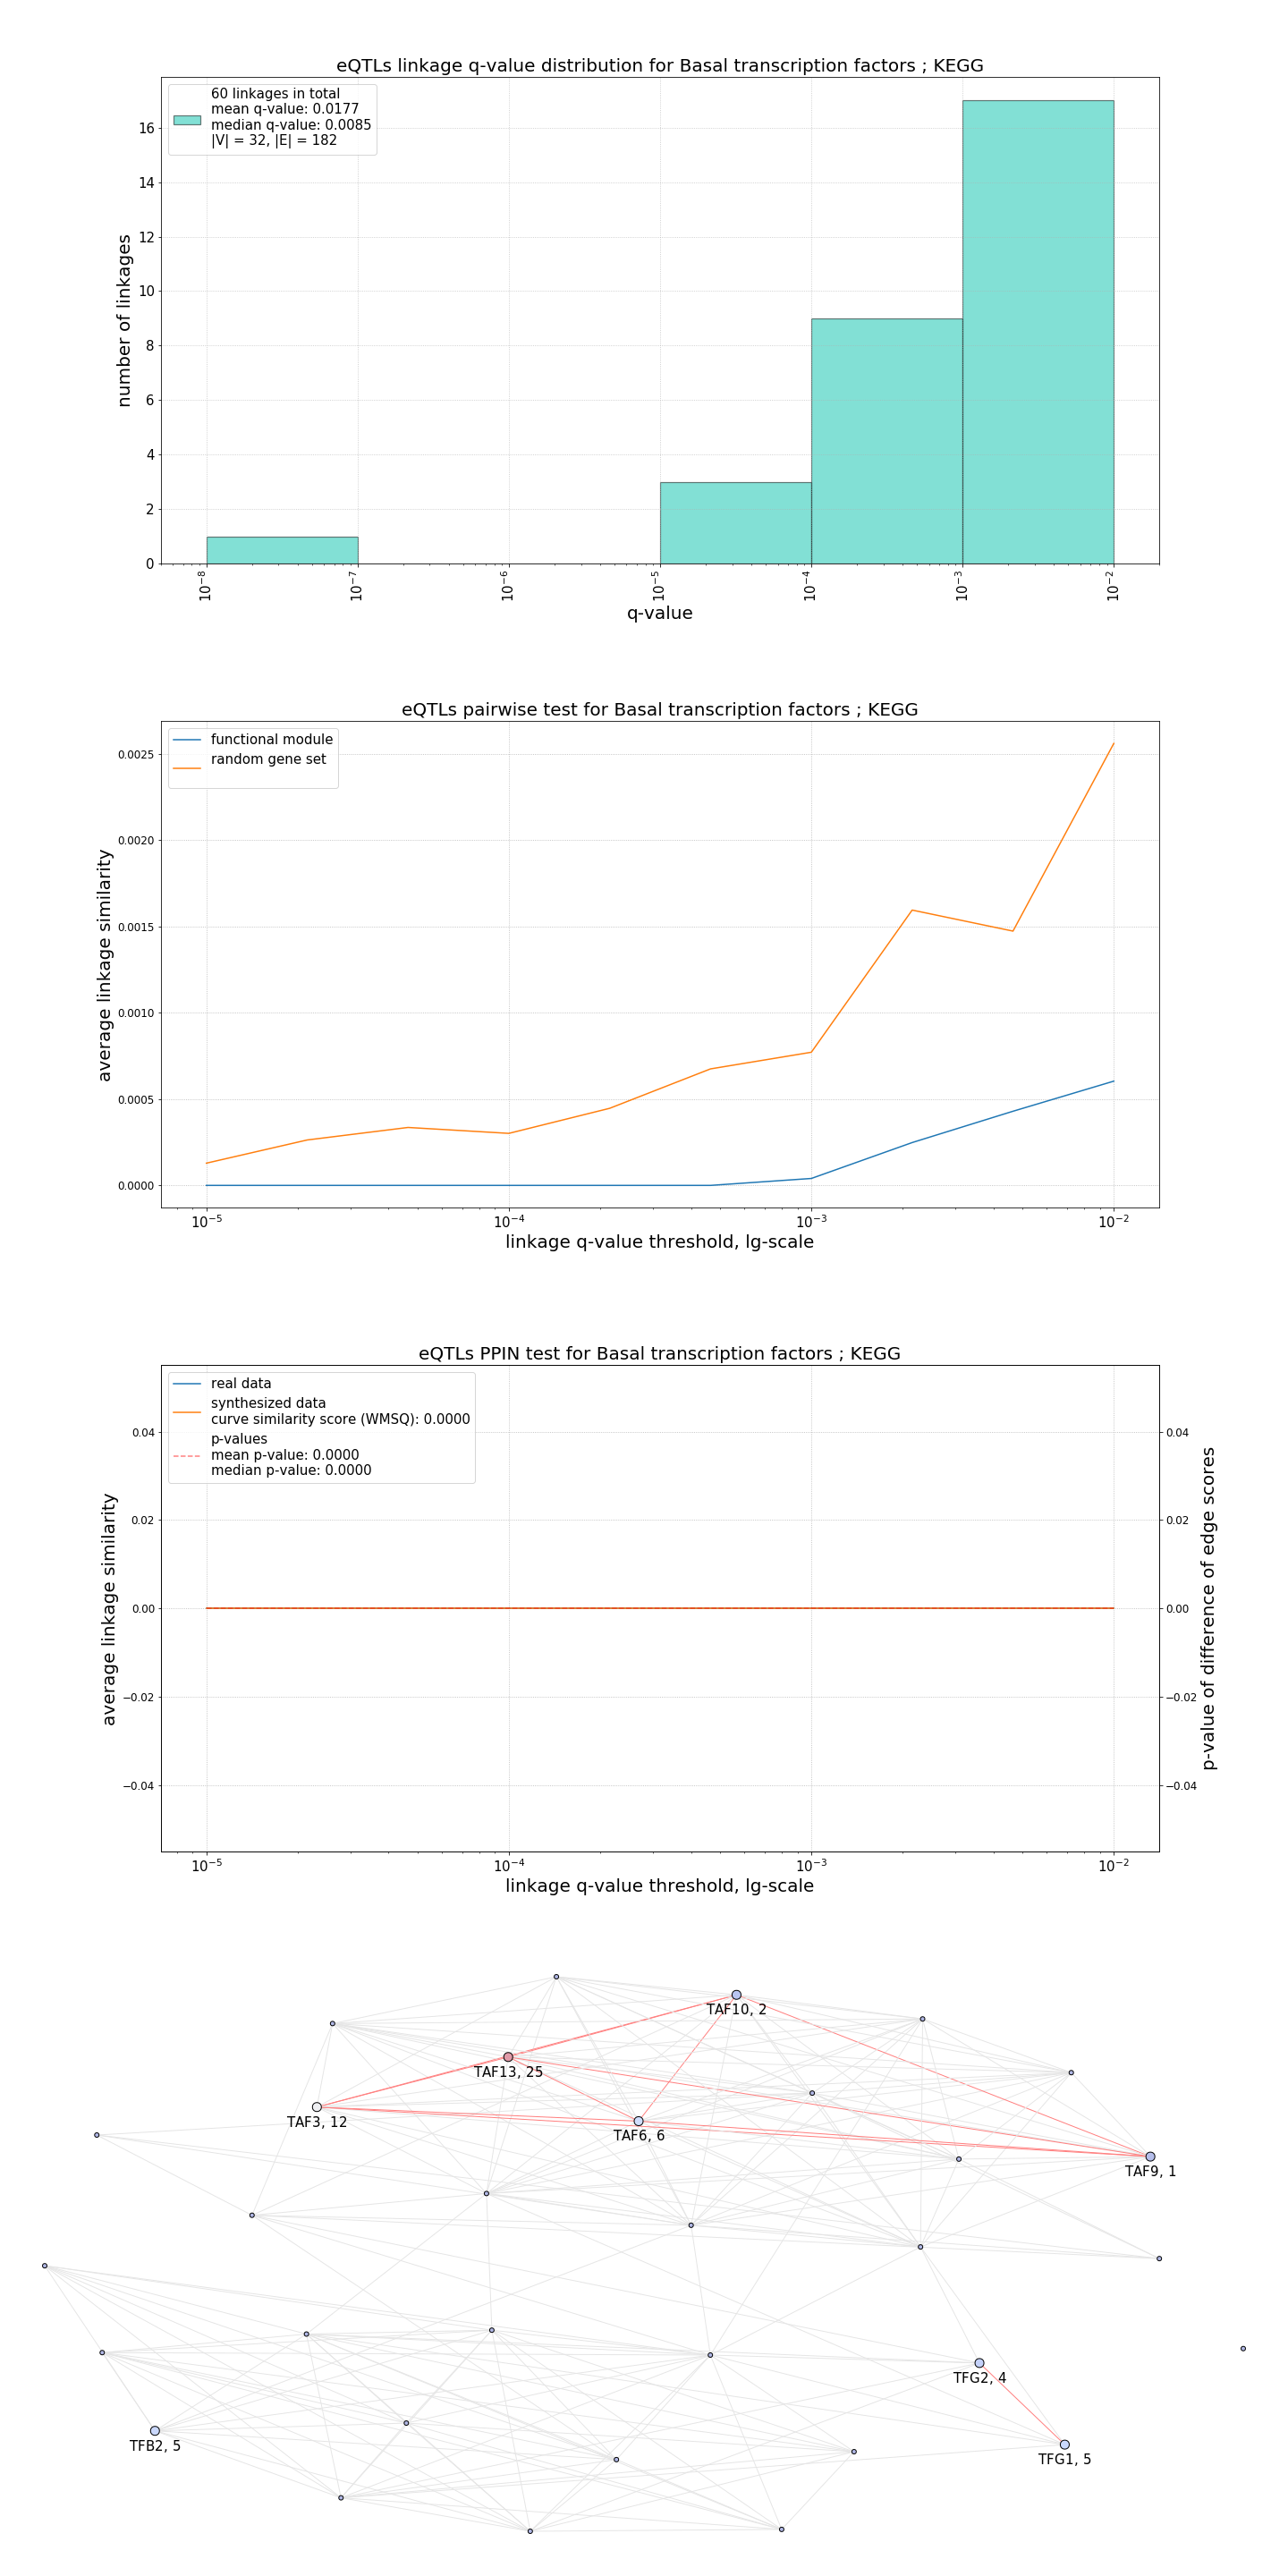 eQTLs linkage q-value distribution for Basal transcription factors ; KEGG
60 linkages in total
mean q-value: 0.0177
median q-value: 0.0085
|V| = 32, |E| = 182
number of linkages
16
14
12
10
8
6
4
2
0
10⁻⁸
10⁻⁷
10⁻⁶
10⁻⁵
10⁻⁴
10⁻³
10⁻²
q-value
eQTLs pairwise test for Basal transcription factors ; KEGG
functional module
random gene set
average linkage similarity
0.0025
0.0020
0.0015
0.0010
0.0005
0.0000
10⁻⁵
10⁻⁴
10⁻³
10⁻²
linkage q-value threshold, lg-scale
eQTLs PPIN test for Basal transcription factors ; KEGG
real data
synthesized data
curve similarity score (WMSQ): 0.0000
p-values
mean p-value: 0.0000
median p-value: 0.0000
average linkage similarity
0.04
0.02
0.00
−0.02
−0.04
0.04
0.02
0.00
−0.02
−0.04
p-value of difference of edge scores
10⁻⁵
10⁻⁴
10⁻³
10⁻²
linkage q-value threshold, lg-scale
TAF10, 2
TAF13, 25
TAF3, 12
TAF6, 6
TAF9, 1
TFG2, 4
TFB2, 5
TFG1, 5